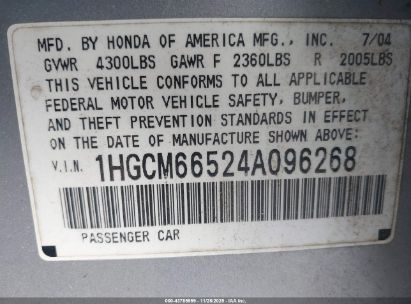 MFD. BY HONDA OF AMERICA MFG., INC. 7/04
GVWR 4300LBS GAWR F 2360LBS R 2005LBS
THIS VEHICLE CONFORMS TO ALL APPLICABLE
FEDERAL MOTOR VEHICLE SAFETY, BUMPER,
AND THEFT PREVENTION STANDARDS IN EFFECT
ON THE DATE OF MANUFACTURE SHOWN ABOVE:
V.I.N. 1HGCM66524A096268
PASSENGER CAR